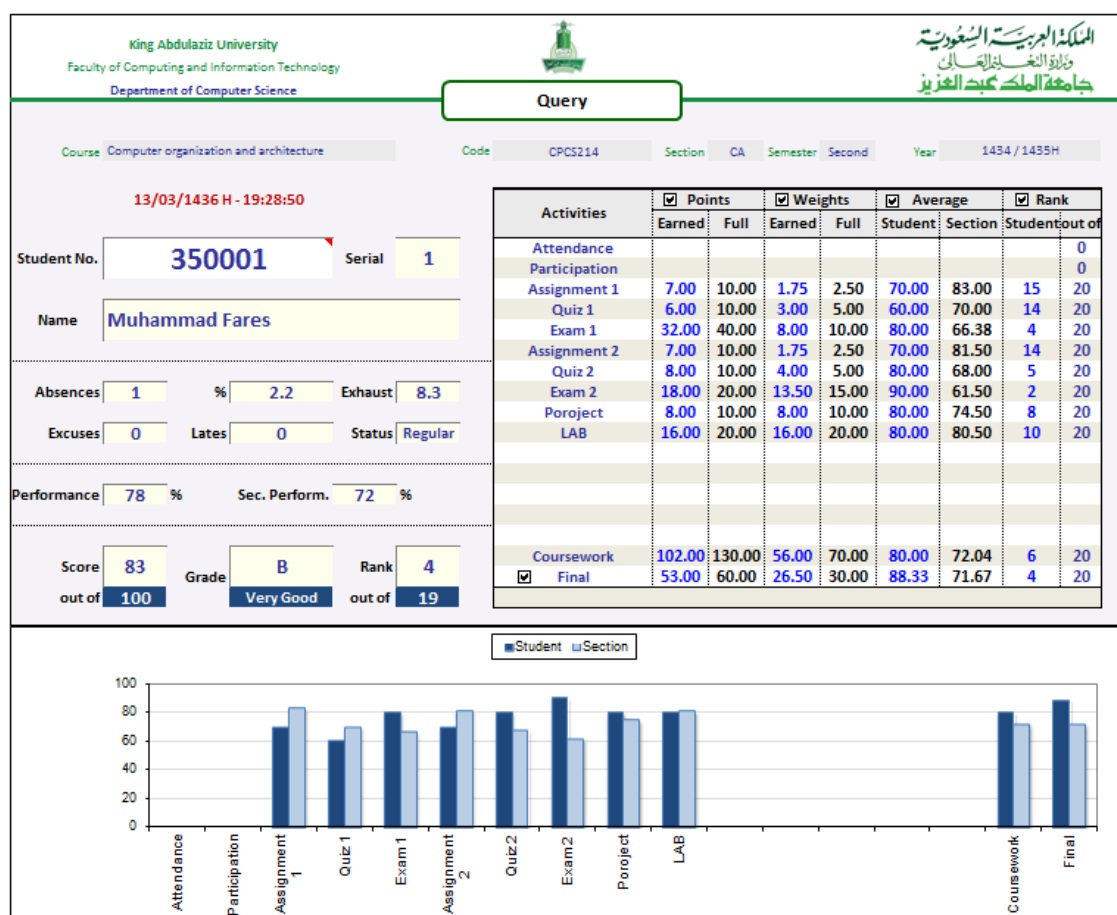 King Abdulaziz University
Faculty of Computing and Information Technology
Department of Computer Science
المملكة العربية السعودية
وزارة التعليم العالي
جامعة الملك عبد العزيز
Query
Course Computer organization and architecture Code CPCS214 Section CA Semester Second Year 1434 / 1435H
13/03/1436 H - 19:28:50
Student No. 350001 Serial 1
Name Muhammad Fares
Absences 1 % 2.2 Exhaust 8.3
Excuses 0 Lates 0 Status Regular
Performance 78 % Sec. Perform. 72 %
Score 83 Grade B Rank 4
out of 100 Very Good out of 19
Activities Points Weights Average Rank
Earned Full Earned Full Student Section Student out of
Attendance 0
Participation 0
Assignment 1 7.00 10.00 1.75 2.50 70.00 83.00 15 20
Quiz 1 6.00 10.00 3.00 5.00 60.00 70.00 14 20
Exam 1 32.00 40.00 8.00 10.00 80.00 66.38 4 20
Assignment 2 7.00 10.00 1.75 2.50 70.00 81.50 14 20
Quiz 2 8.00 10.00 4.00 5.00 80.00 68.00 5 20
Exam 2 18.00 20.00 13.50 15.00 90.00 61.50 2 20
Poroject 8.00 10.00 8.00 10.00 80.00 74.50 8 20
LAB 16.00 20.00 16.00 20.00 80.00 80.50 10 20
Coursework 102.00 130.00 56.00 70.00 80.00 72.04 6 20
Final 53.00 60.00 26.50 30.00 88.33 71.67 4 20
Student Section
100
80
60
40
20
0
Attendance
Participation
Assignment 1
Quiz 1
Exam 1
Assignment 2
Quiz 2
Exam 2
Poroject
LAB
Coursework
Final